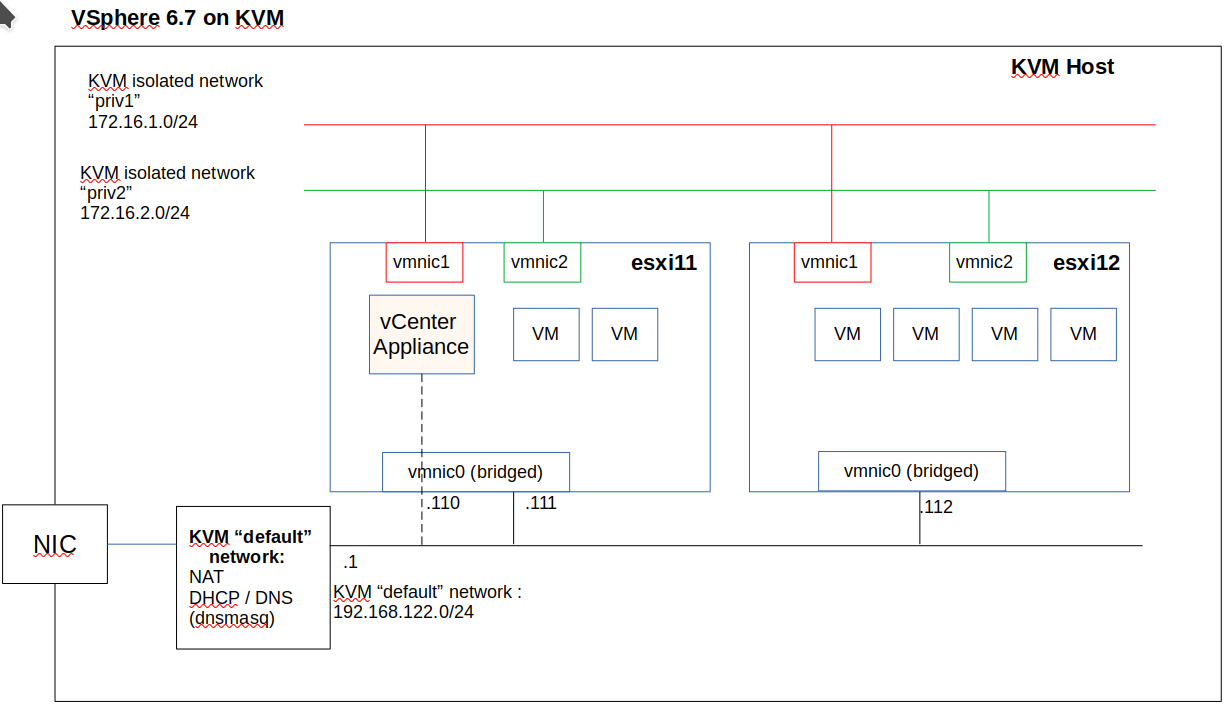 VSphere 6.7 on KVM
KVM Host
KVM isolated network
“priv1”
172.16.1.0/24
KVM isolated network
“priv2”
172.16.2.0/24
vmnic1
vmnic2
esxi11
vmnic1
vmnic2
esxi12
vCenter
Appliance
VM
VM
VM
VM
VM
VM
vmnic0 (bridged)
vmnic0 (bridged)
.110
.111
.112
NIC
KVM “default”
network:
NAT
DHCP / DNS
(dnsmasq)
.1
KVM “default” network :
192.168.122.0/24